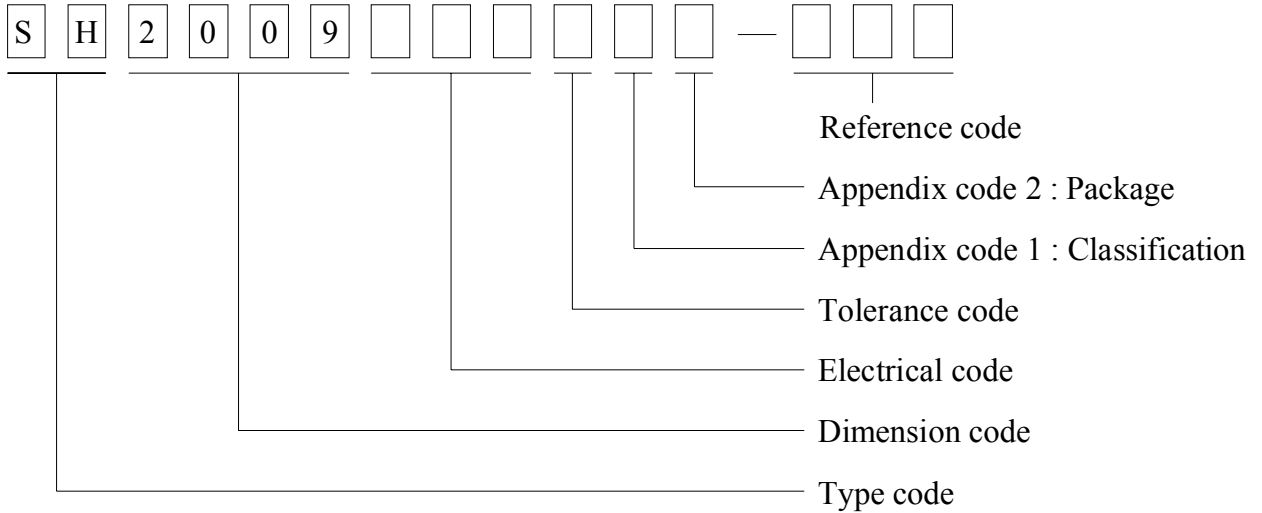 S H 2 0 0 9 —
Reference code
Appendix code 2 : Package
Appendix code 1 : Classification
Tolerance code
Electrical code
Dimension code
Type code